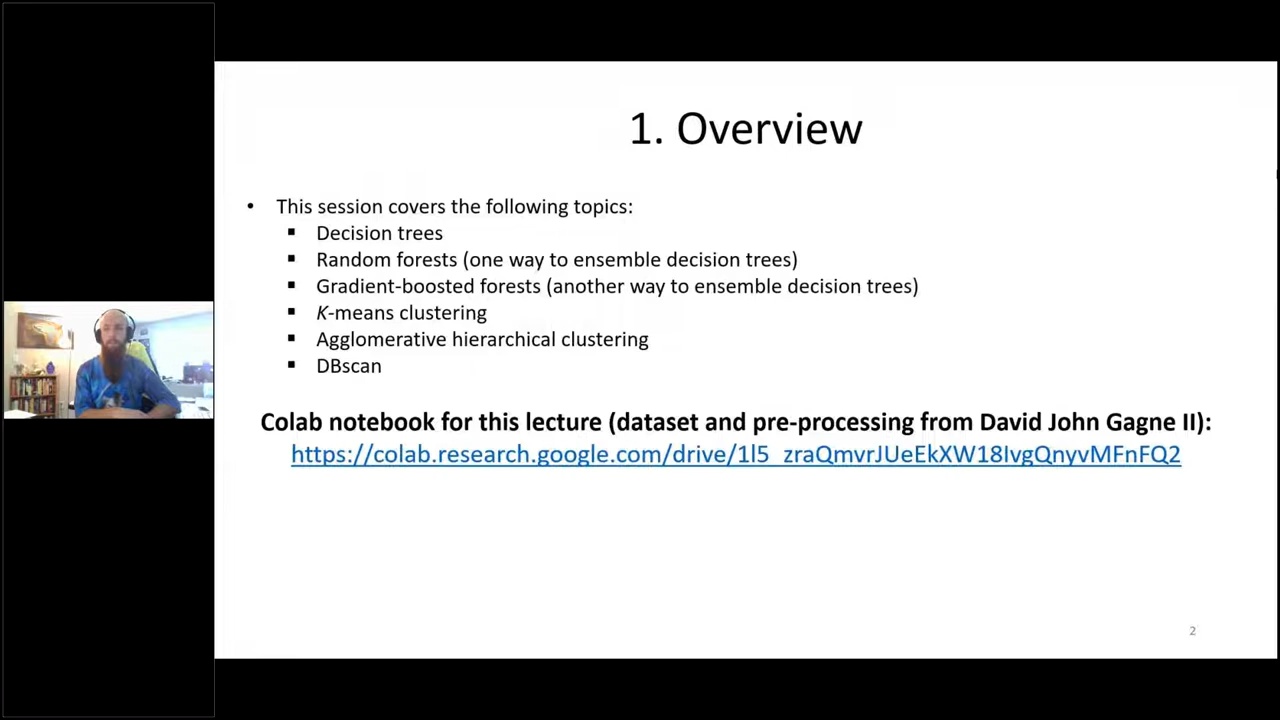 1. Overview
• This session covers the following topics:
▪ Decision trees
▪ Random forests (one way to ensemble decision trees)
▪ Gradient-boosted forests (another way to ensemble decision trees)
▪ K-means clustering
▪ Agglomerative hierarchical clustering
▪ DBscan
Colab notebook for this lecture (dataset and pre-processing from David John Gagne II):
https://colab.research.google.com/drive/1l5_zraQmvrJUeEkXW18IvgQnyvMFnFQ2
2